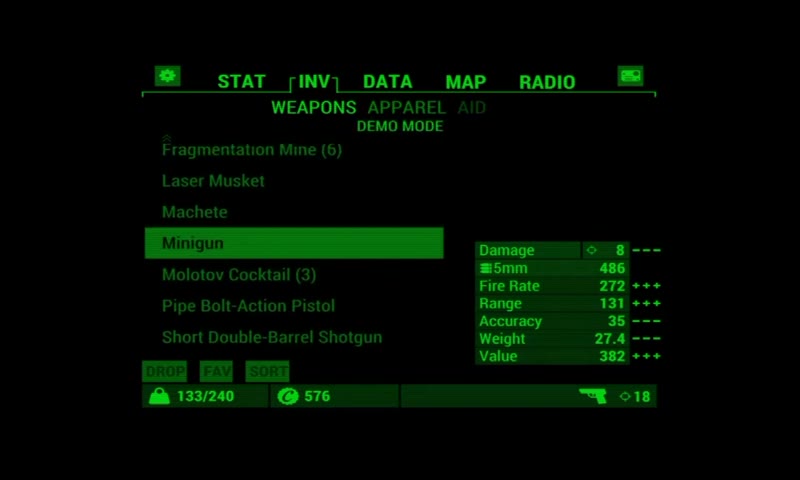 STAT INV DATA MAP RADIO
WEAPONS APPAREL AID
DEMO MODE
Fragmentation Mine (6)
Laser Musket
Machete
Minigun
Molotov Cocktail (3)
Pipe Bolt-Action Pistol
Short Double-Barrel Shotgun
Damage 8 ---
5mm 486
Fire Rate 272 +++
Range 131 +++
Accuracy 35 ---
Weight 27.4 ---
Value 382 +++
DROP FAV SORT
133/240 576 18